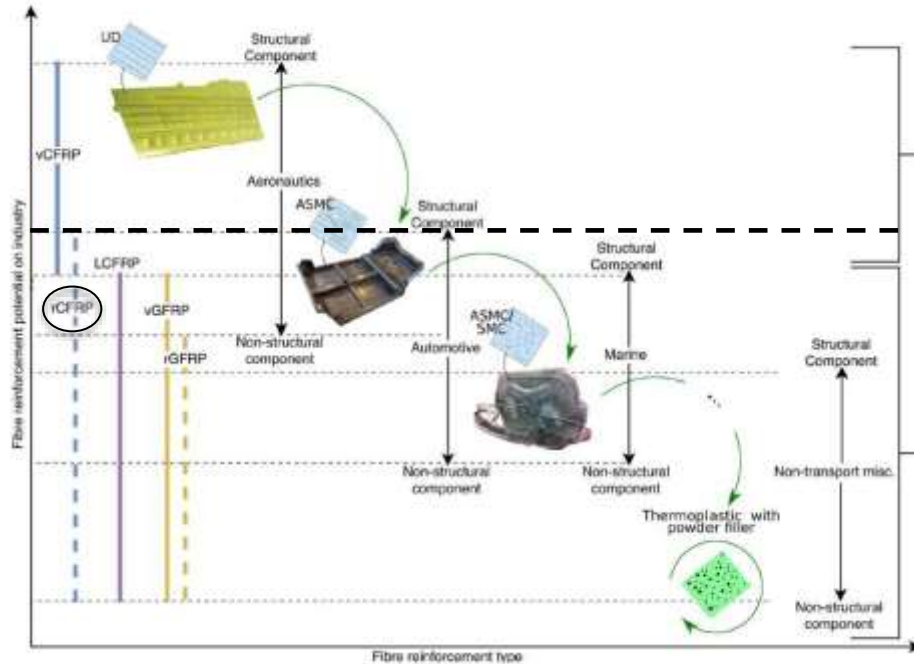 UD
Structural
Component
vCFRP
Aeronautics
ASMC
Structural
Component
Structural
Component
LCFRP
rCFRP
vGFRP
rGFRP
Non-structural
component
ASMC/
SMC
Automotive
Marine
Structural
Component
Non-structural
component
Non-structural
component
Non-transport misc.
Thermoplastic with
powder filler
Non-structural
component
Fibre reinforcement potential on industry
Fibre reinforcement type